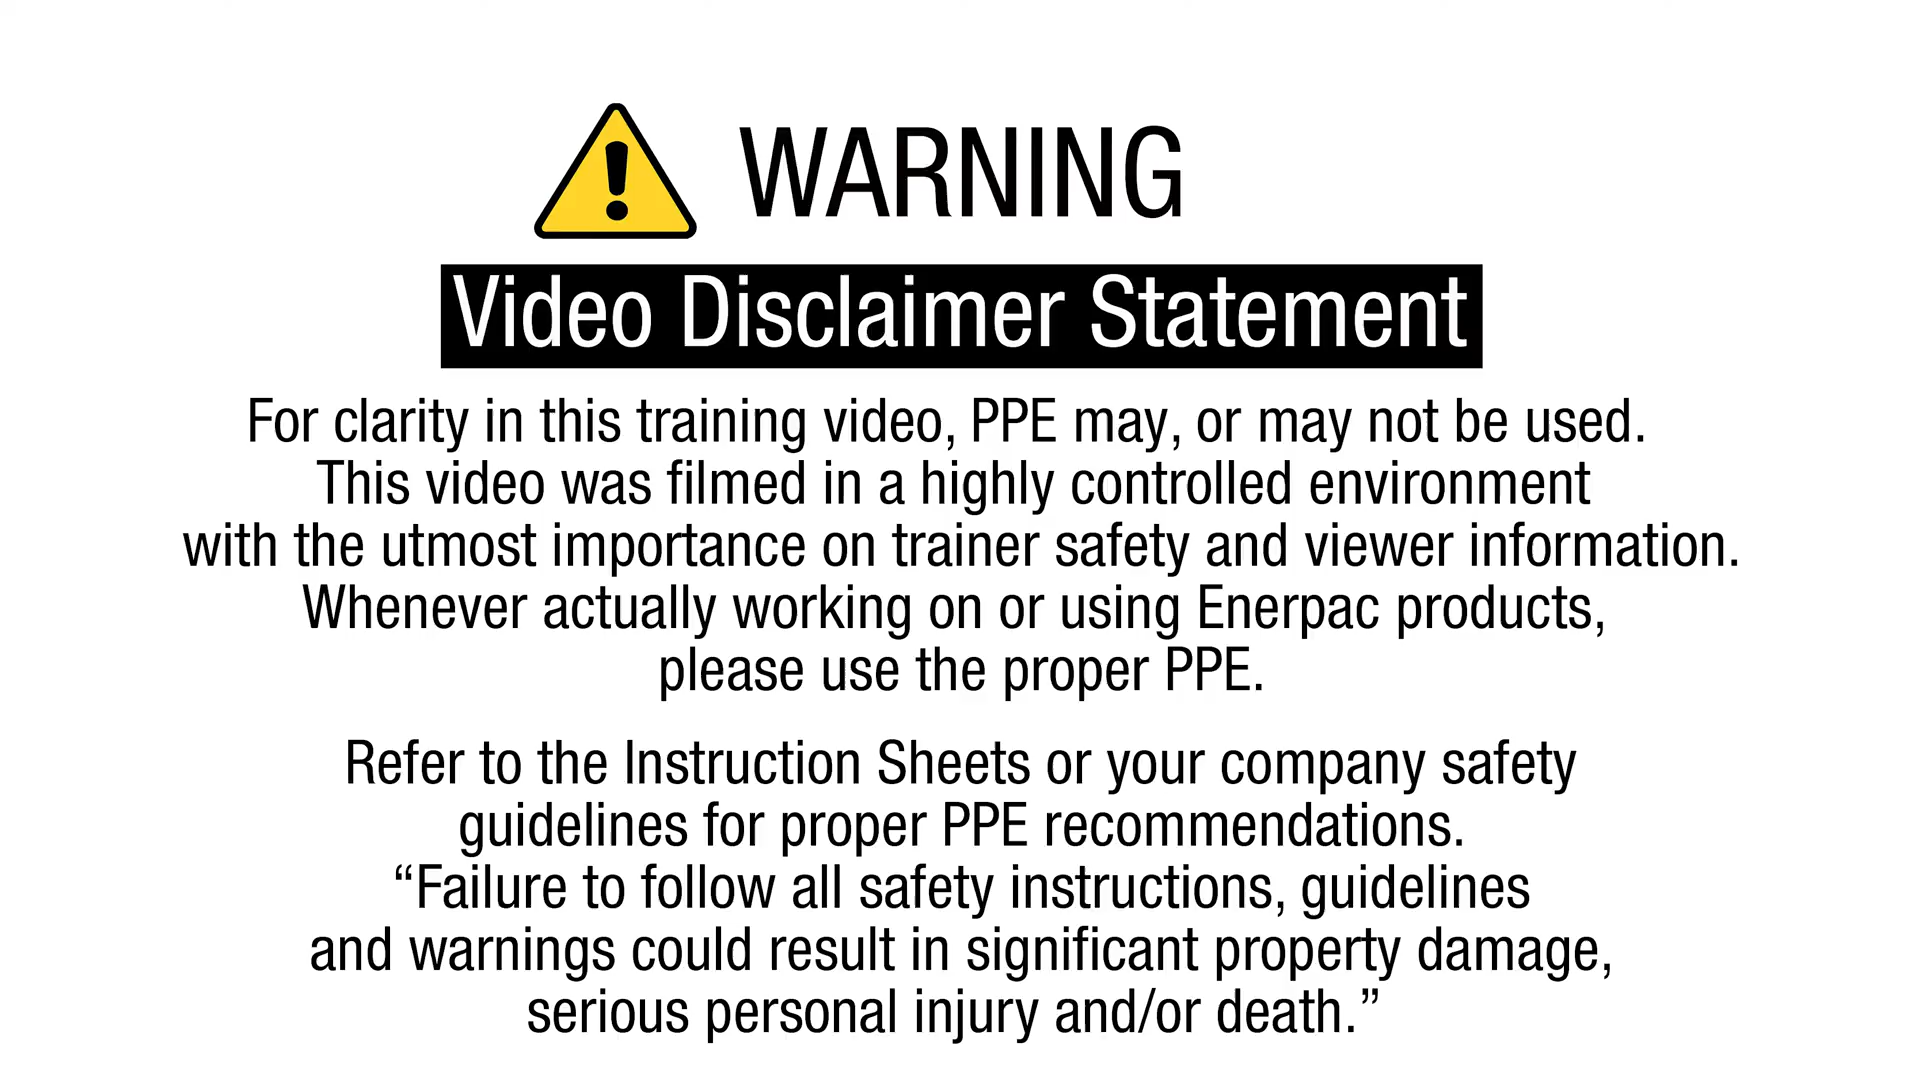 WARNING
Video Disclaimer Statement
For clarity in this training video, PPE may, or may not be used.
This video was filmed in a highly controlled environment
with the utmost importance on trainer safety and viewer information.
Whenever actually working on or using Enerpac products,
please use the proper PPE.
Refer to the Instruction Sheets or your company safety
guidelines for proper PPE recommendations.
“Failure to follow all safety instructions, guidelines
and warnings could result in significant property damage,
serious personal injury and/or death.”